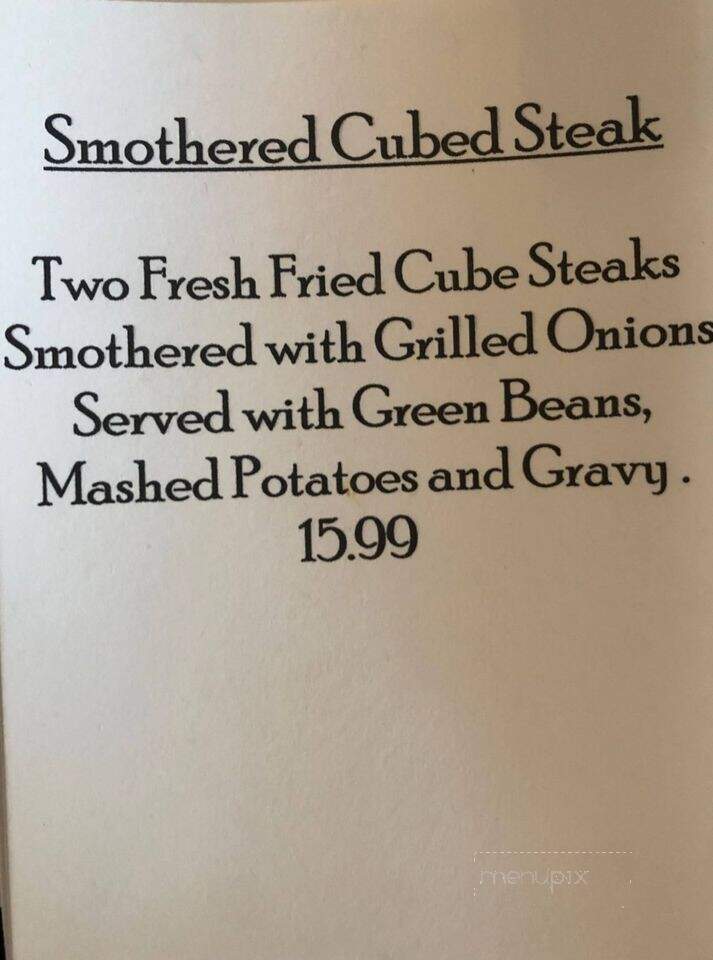 Smothered Cubed Steak
Two Fresh Fried Cube Steaks
Smothered with Grilled Onions
Served with Green Beans,
Mashed Potatoes and Gravy .
15.99
menupix